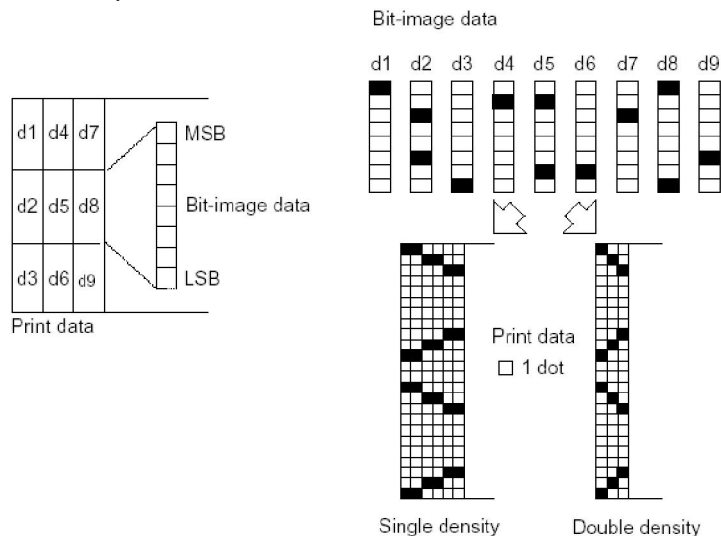 Bit-image data
d1 d2 d3 d4 d5 d6 d7 d8 d9
d1 d4 d7
MSB
d2 d5 d8
Bit-image data
d3 d6 d9
LSB
Print data
Print data
1 dot
Single density
Double density